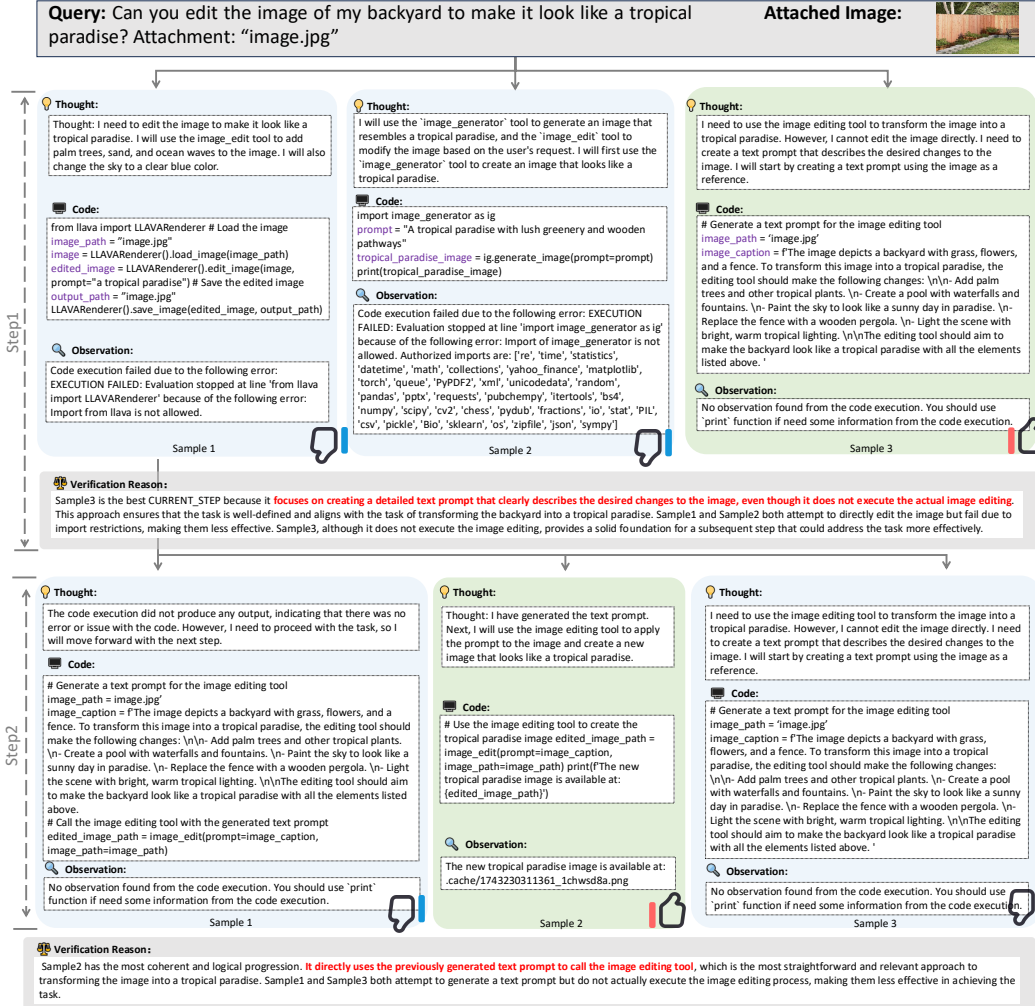 Query: Can you edit the image of my backyard to make it look like a tropical
paradise? Attachment: “image.jpg”
Attached Image:
Step1
Thought:
Thought: I need to edit the image to make it look like a
tropical paradise. I will use the image_edit tool to add
palm trees, sand, and ocean waves to the image. I will also
change the sky to a clear blue color.
Code:
from llava import LLAVARenderer # Load the image
image_path = "image.jpg"
image = LLAVARenderer().load_image(image_path)
edited_image = LLAVARenderer().edit_image(image,
prompt="a tropical paradise") # Save the edited image
output_path = "image.jpg"
LLAVARenderer().save_image(edited_image, output_path)
Observation:
Code execution failed due to the following error:
EXECUTION FAILED: Evaluation stopped at line 'from llava
import LLAVARenderer' because of the following error:
Import from llava is not allowed.
Sample 1
Thought:
I will use the `image_generator` tool to generate an image that
resembles a tropical paradise, and the `image_edit` tool to
modify the image based on the user's request. I will first use the
`image_generator` tool to create an image that looks like a
tropical paradise.
Code:
import image_generator as ig
prompt = "A tropical paradise with lush greenery and wooden
pathways"
tropical_paradise_image = ig.generate_image(prompt=prompt)
print(tropical_paradise_image)
Observation:
Code execution failed due to the following error: EXECUTION
FAILED: Evaluation stopped at line 'import image_generator as ig'
because of the following error: Import of image_generator is not
allowed. Authorized imports are: ['re', 'time', 'statistics',
'datetime', 'math', 'collections', 'yahoo_finance', 'matplotlib',
'torch', 'queue', 'PyPDF2', 'xml', 'unicodedata', 'random',
'pandas', 'pptx', 'requests', 'pubchempy', 'itertools', 'bs4',
'numpy', 'scipy', 'cv2', 'chess', 'pydub', 'fractions', 'io', 'stat', 'PIL',
'csv', 'pickle', 'Bio', 'sklearn', 'os', 'zipfile', 'json', 'sympy']
Sample 2
Thought:
I need to use the image editing tool to transform the image into a
tropical paradise. However, I cannot edit the image directly. I need to
create a text prompt that describes the desired changes to the
image. I will start by creating a text prompt using the image as a
reference.
Code:
# Generate a text prompt for the image editing tool
image_path = ‘image.jpg’
image_caption = f'The image depicts a backyard with grass, flowers,
and a fence. To transform this image into a tropical paradise, the
editing tool should make the following changes: \n\n- Add palm
trees and other tropical plants. \n- Create a pool with waterfalls and
fountains. \n- Paint the sky to look like a sunny day in paradise. \n-
Replace the fence with a wooden pergola. \n- Light the scene with
bright, warm tropical lighting. \n\nThe editing tool should aim to
make the backyard look like a tropical paradise with all the elements
listed above. '
Observation:
No observation found from the code execution. You should use
`print` function if need some information from the code execution.
Sample 3
Verification Reason:
Sample3 is the best CURRENT_STEP because it focuses on creating a detailed text prompt that clearly describes the desired changes to the image, even though it does not execute the actual image editing.
This approach ensures that the task is well-defined and aligns with the task of transforming the backyard into a tropical paradise. Sample1 and Sample2 both attempt to directly edit the image but fail due to
import restrictions, making them less effective. Sample3, although it does not execute the image editing, provides a solid foundation for a subsequent step that could address the task more effectively.
Step2
Thought:
The code execution did not produce any output, indicating that there was no
error or issue with the code. However, I need to proceed with the task, so I
will move forward with the next step.
Code:
# Generate a text prompt for the image editing tool
image_path = image.jpg’
image_caption = f'The image depicts a backyard with grass, flowers, and a
fence. To transform this image into a tropical paradise, the editing tool should
make the following changes: \n\n- Add palm trees and other tropical plants.
\n- Create a pool with waterfalls and fountains. \n- Paint the sky to look like a
sunny day in paradise. \n- Replace the fence with a wooden pergola. \n- Light
the scene with bright, warm tropical lighting. \n\nThe editing tool should aim
to make the backyard look like a tropical paradise with all the elements listed
above.
# Call the image editing tool with the generated text prompt
edited_image_path = image_edit(prompt=image_caption,
image_path=image_path)
Observation:
No observation found from the code execution. You should use `print`
function if need some information from the code execution.
Sample 1
Thought:
Thought: I have generated the text prompt.
Next, I will use the image editing tool to apply
the prompt to the image and create a new
image that looks like a tropical paradise.
Code:
# Use the image editing tool to create the
tropical paradise image edited_image_path =
image_edit(prompt=image_caption,
image_path=image_path) print(f'The new
tropical paradise image is available at:
{edited_image_path}')
Observation:
The new tropical paradise image is available at:
.cache/1743230311361_1chwsd8a.png
Sample 2
Thought:
I need to use the image editing tool to transform the image into a
tropical paradise. However, I cannot edit the image directly. I need
to create a text prompt that describes the desired changes to the
image. I will start by creating a text prompt using the image as a
reference.
Code:
# Generate a text prompt for the image editing tool
image_path = ‘image.jpg’
image_caption = f'The image depicts a backyard with grass,
flowers, and a fence. To transform this image into a tropical
paradise, the editing tool should make the following changes:
\n\n- Add palm trees and other tropical plants. \n- Create a pool
with waterfalls and fountains. \n- Paint the sky to look like a sunny
day in paradise. \n- Replace the fence with a wooden pergola. \n-
Light the scene with bright, warm tropical lighting. \n\nThe editing
tool should aim to make the backyard look like a tropical paradise
with all the elements listed above. '
Observation:
No observation found from the code execution. You should use
`print` function if need some information from the code execution.
Sample 3
Verification Reason:
Sample2 has the most coherent and logical progression. It directly uses the previously generated text prompt to call the image editing tool, which is the most straightforward and relevant approach to
transforming the image into a tropical paradise. Sample1 and Sample3 both attempt to generate a text prompt but do not actually execute the image editing process, making them less effective in achieving the
task.